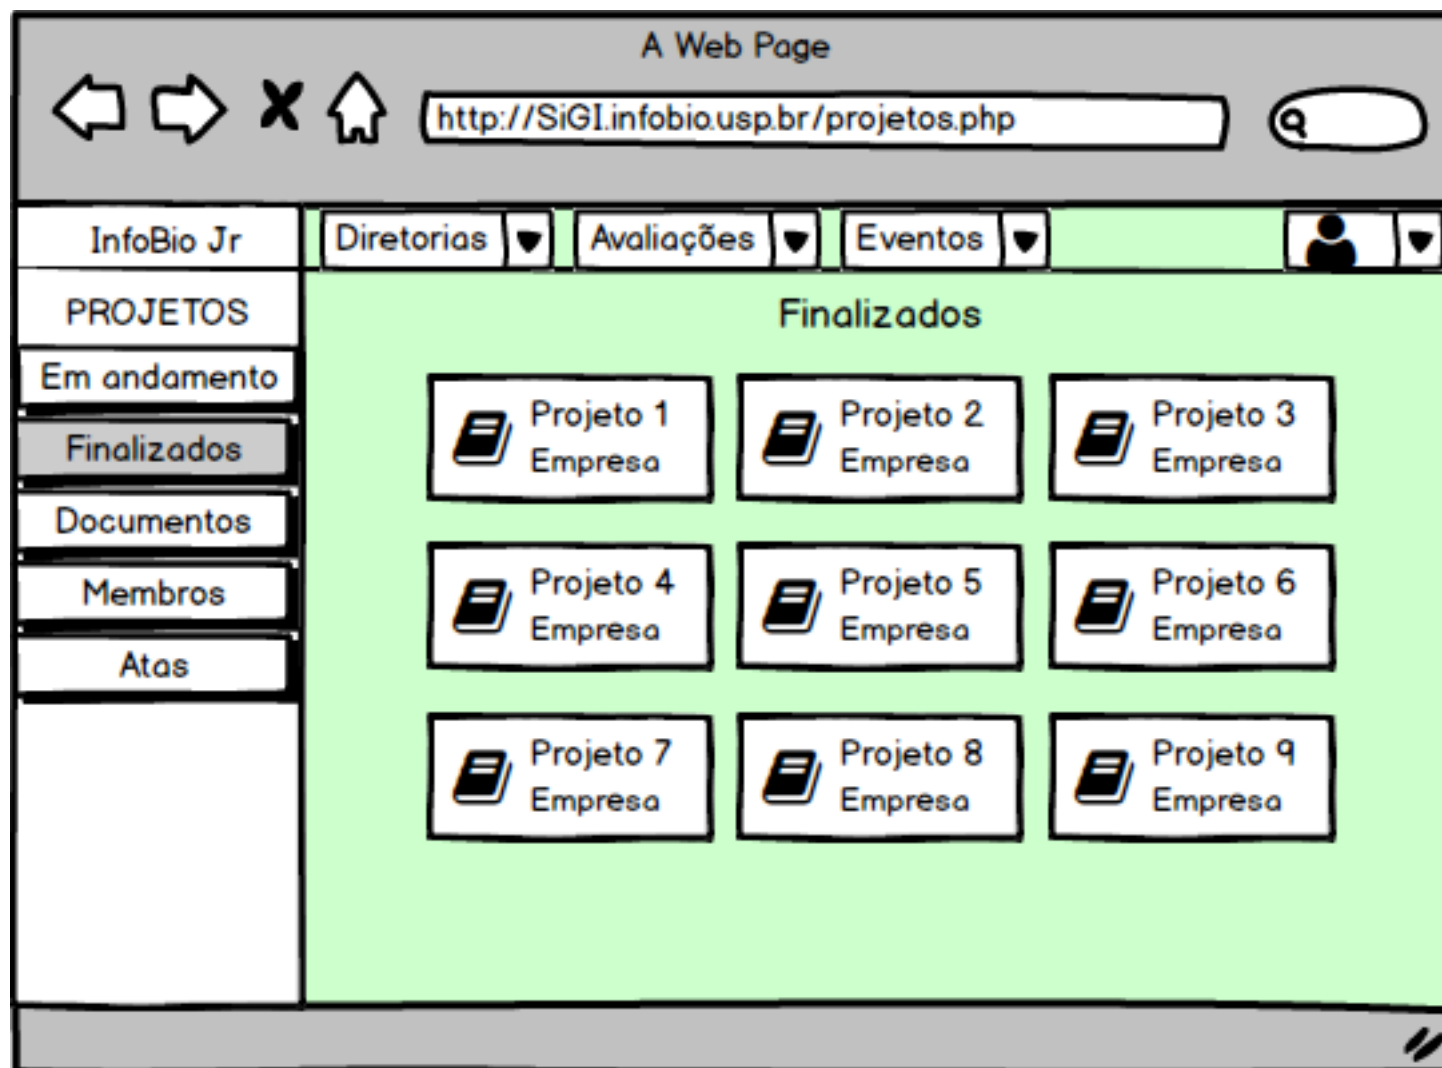 A Web Page
http://SiGI.infobio.usp.br/projetos.php
InfoBio Jr
Diretorias
Avaliações
Eventos
PROJETOS
Em andamento
Finalizados
Documentos
Membros
Atas
Finalizados
Projeto 1
Empresa
Projeto 2
Empresa
Projeto 3
Empresa
Projeto 4
Empresa
Projeto 5
Empresa
Projeto 6
Empresa
Projeto 7
Empresa
Projeto 8
Empresa
Projeto 9
Empresa